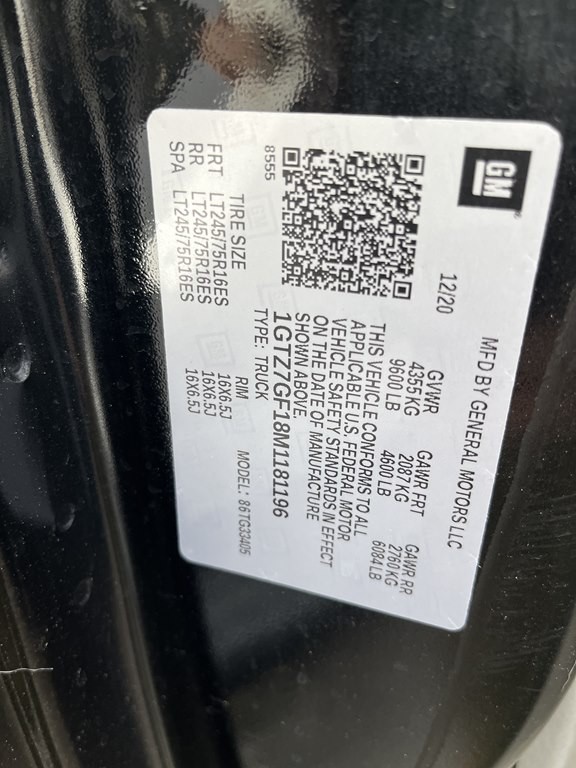 GM
MFD BY GENERAL MOTORS LLC
12/20
GVWR GAWR FRT GAWR RR
4355 KG 2087 KG 2760 KG
9600 LB 4600 LB 6084 LB
THIS VEHICLE CONFORMS TO ALL
APPLICABLE U.S. FEDERAL MOTOR
VEHICLE SAFETY STANDARDS IN EFFECT
ON THE DATE OF MANUFACTURE
SHOWN ABOVE.
1GTZ7GF18M1181196
TYPE: TRUCK MODEL: 86TG33405
8555
TIRE SIZE RIM
FRT LT245/75R16ES 16X6.5J
RR LT245/75R16ES 16X6.5J
SPA LT245/75R16ES 16X6.5J